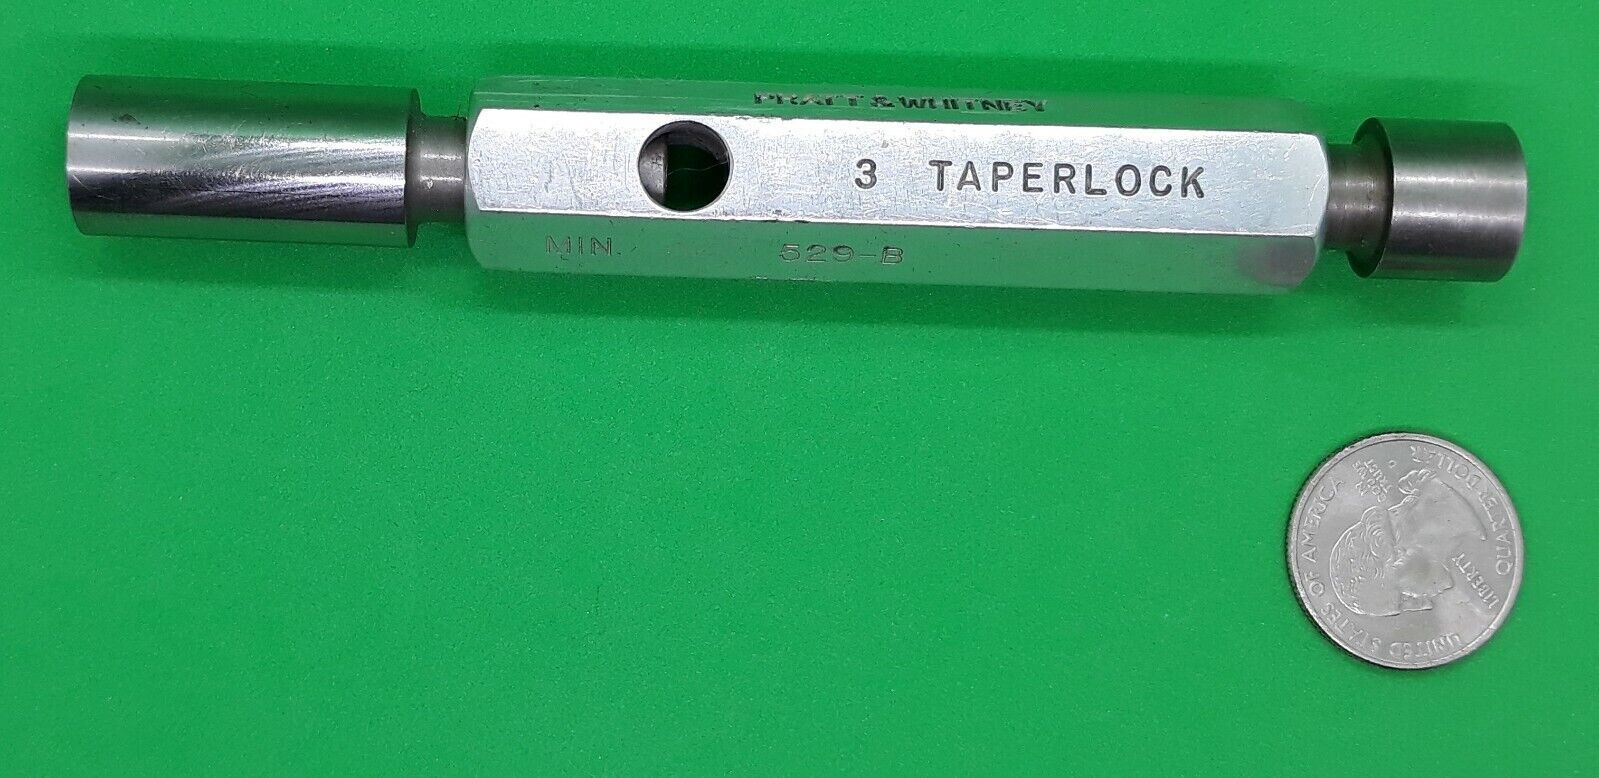 PRATT & WHITNEY
3 TAPERLOCK
MIN. 529-B
UNITED STATES OF AMERICA
LIBERTY
IN GOD WE TRUST
QUARTER DOLLAR